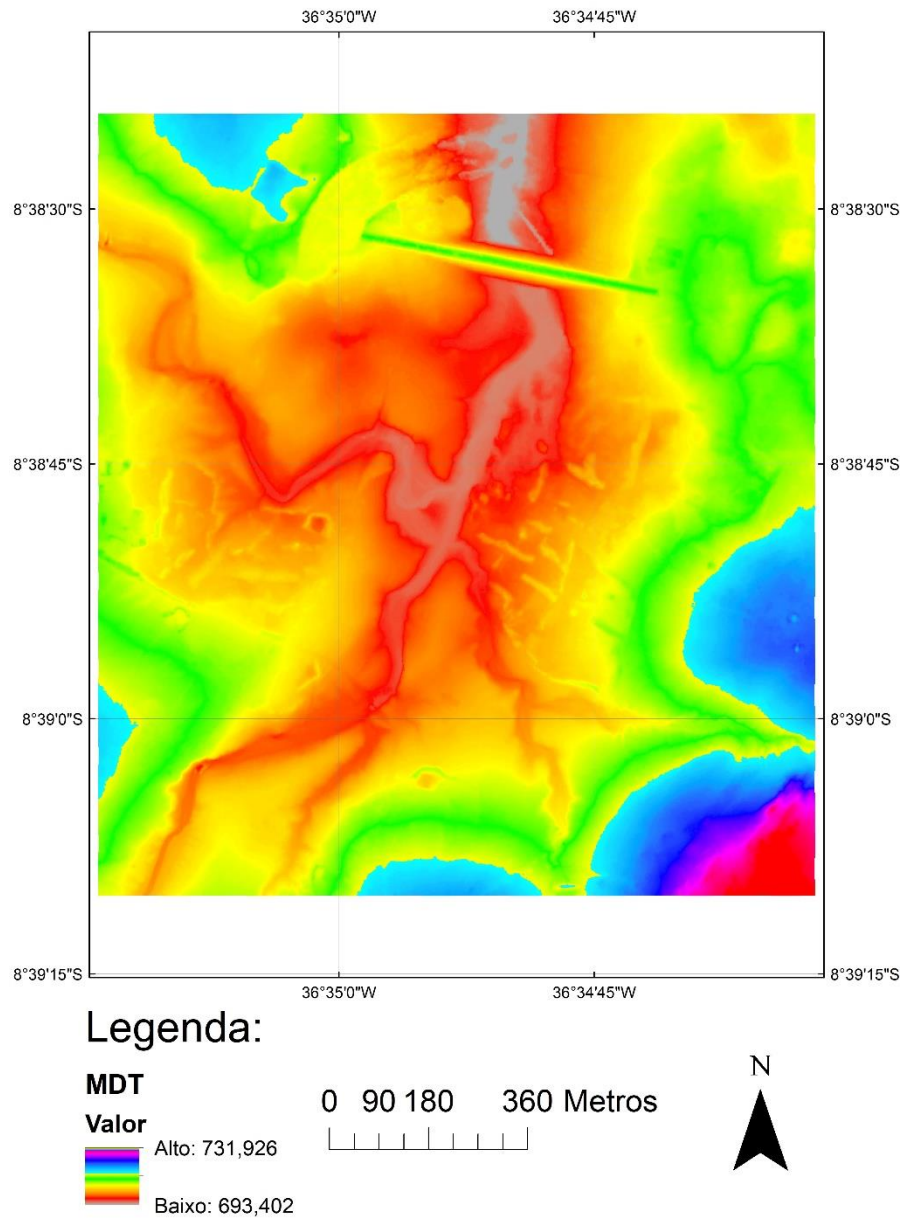 36°35'0"W 36°34'45"W
8°38'30"S 8°38'30"S
8°38'45"S 8°38'45"S
8°39'0"S 8°39'0"S
8°39'15"S 8°39'15"S
36°35'0"W 36°34'45"W
Legenda:
MDT
Valor
Alto: 731,926
Baixo: 693,402
0 90 180 360 Metros
N